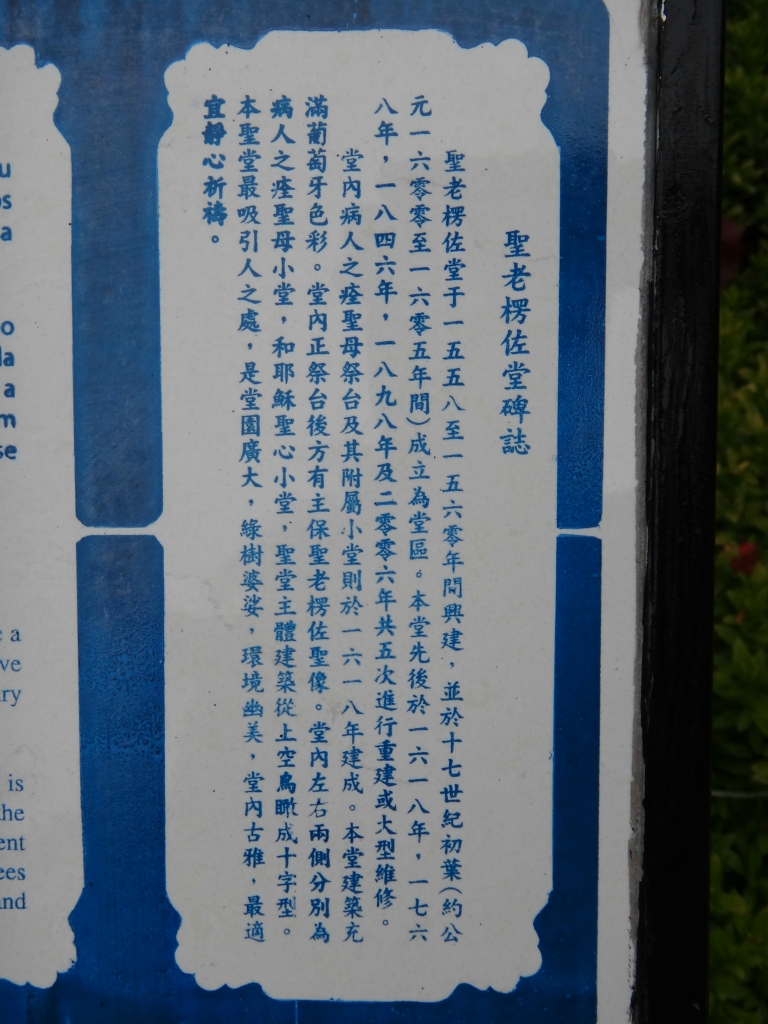 聖老楞佐堂碑誌
聖老楞佐堂于一五五八至一五六零年間興建，並於十七世紀初葉(約公
元一六零零至一六零五年間)成立為堂區。本堂先後於一六一八年，一七六
八年，一八四六年，一八九八年及二零零六年共五次進行重建或大型維修。
堂內病人之痊聖母祭台及其附屬小堂則於一六一八年建成。本堂建築充
滿葡萄牙色彩。堂內正祭台後方有主保聖老楞佐聖像。堂內左右兩側分別為
病人之痊聖母小堂，和耶穌聖心小堂，聖堂主體建築從上空鳥瞰成十字型。
本聖堂最吸引人之處，是堂園廣大，綠樹婆娑，環境幽美，堂內古雅，最適
宜靜心祈禱。
u
os
a
o
la
a
m
se
e a
ve
ry
is
the
ent
ees
and